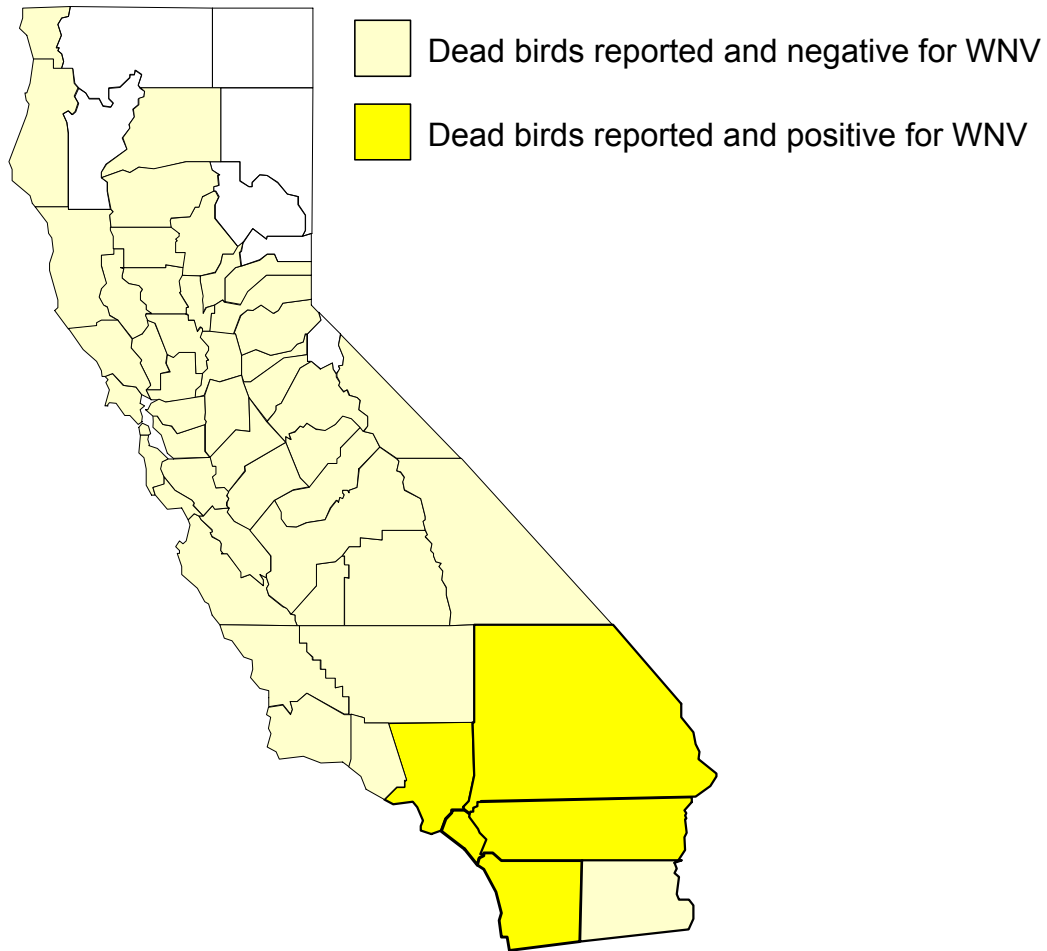 Dead birds reported and negative for WNV
Dead birds reported and positive for WNV